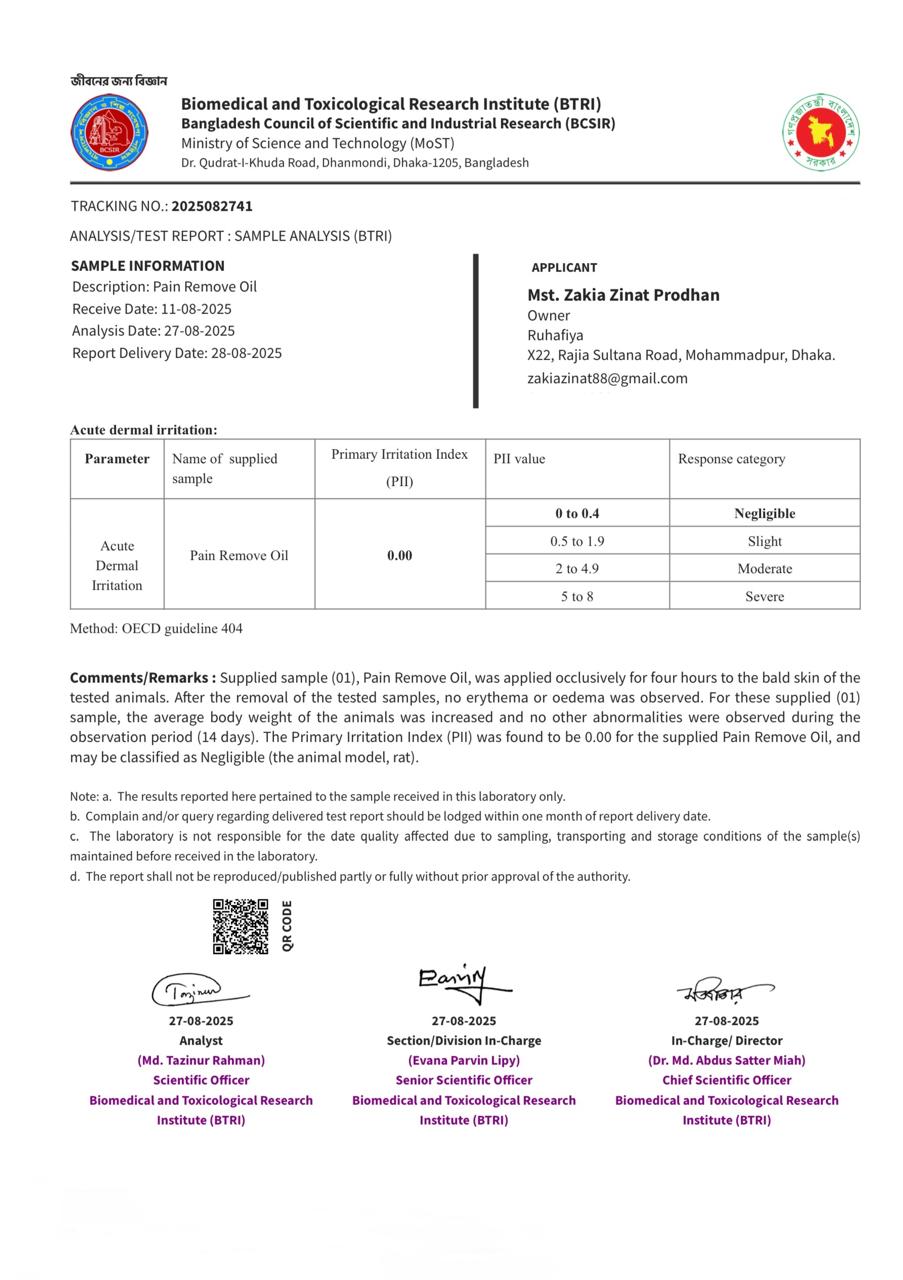 জীবনের জন্য বিজ্ঞান
Biomedical and Toxicological Research Institute (BTRI)
Bangladesh Council of Scientific and Industrial Research (BCSIR)
Ministry of Science and Technology (MoST)
Dr. Qudrat-I-Khuda Road, Dhanmondi, Dhaka-1205, Bangladesh
BCSIR
গণপ্রজাতন্ত্রী বাংলাদেশ
সরকার
TRACKING NO.: 2025082741
ANALYSIS/TEST REPORT : SAMPLE ANALYSIS (BTRI)
SAMPLE INFORMATION
Description: Pain Remove Oil
Receive Date: 11-08-2025
Analysis Date: 27-08-2025
Report Delivery Date: 28-08-2025
APPLICANT
Mst. Zakia Zinat Prodhan
Owner
Ruhafiya
X22, Rajia Sultana Road, Mohammadpur, Dhaka.
zakiazinat88@gmail.com
Acute dermal irritation:
Parameter
Name of supplied
sample
Primary Irritation Index
(PII)
PII value
Response category
Acute
Dermal
Irritation
Pain Remove Oil
0.00
0 to 0.4 Negligible
0.5 to 1.9 Slight
2 to 4.9 Moderate
5 to 8 Severe
Method: OECD guideline 404
Comments/Remarks : Supplied sample (01), Pain Remove Oil, was applied occlusively for four hours to the bald skin of the
tested animals. After the removal of the tested samples, no erythema or oedema was observed. For these supplied (01)
sample, the average body weight of the animals was increased and no other abnormalities were observed during the
observation period (14 days). The Primary Irritation Index (PII) was found to be 0.00 for the supplied Pain Remove Oil, and
may be classified as Negligible (the animal model, rat).
Note: a. The results reported here pertained to the sample received in this laboratory only.
b. Complain and/or query regarding delivered test report should be lodged within one month of report delivery date.
c. The laboratory is not responsible for the date quality affected due to sampling, transporting and storage conditions of the sample(s)
maintained before received in the laboratory.
d. The report shall not be reproduced/published partly or fully without prior approval of the authority.
QR CODE
27-08-2025
Analyst
(Md. Tazinur Rahman)
Scientific Officer
Biomedical and Toxicological Research
Institute (BTRI)
27-08-2025
Section/Division In-Charge
(Evana Parvin Lipy)
Senior Scientific Officer
Biomedical and Toxicological Research
Institute (BTRI)
27-08-2025
In-Charge/ Director
(Dr. Md. Abdus Satter Miah)
Chief Scientific Officer
Biomedical and Toxicological Research
Institute (BTRI)